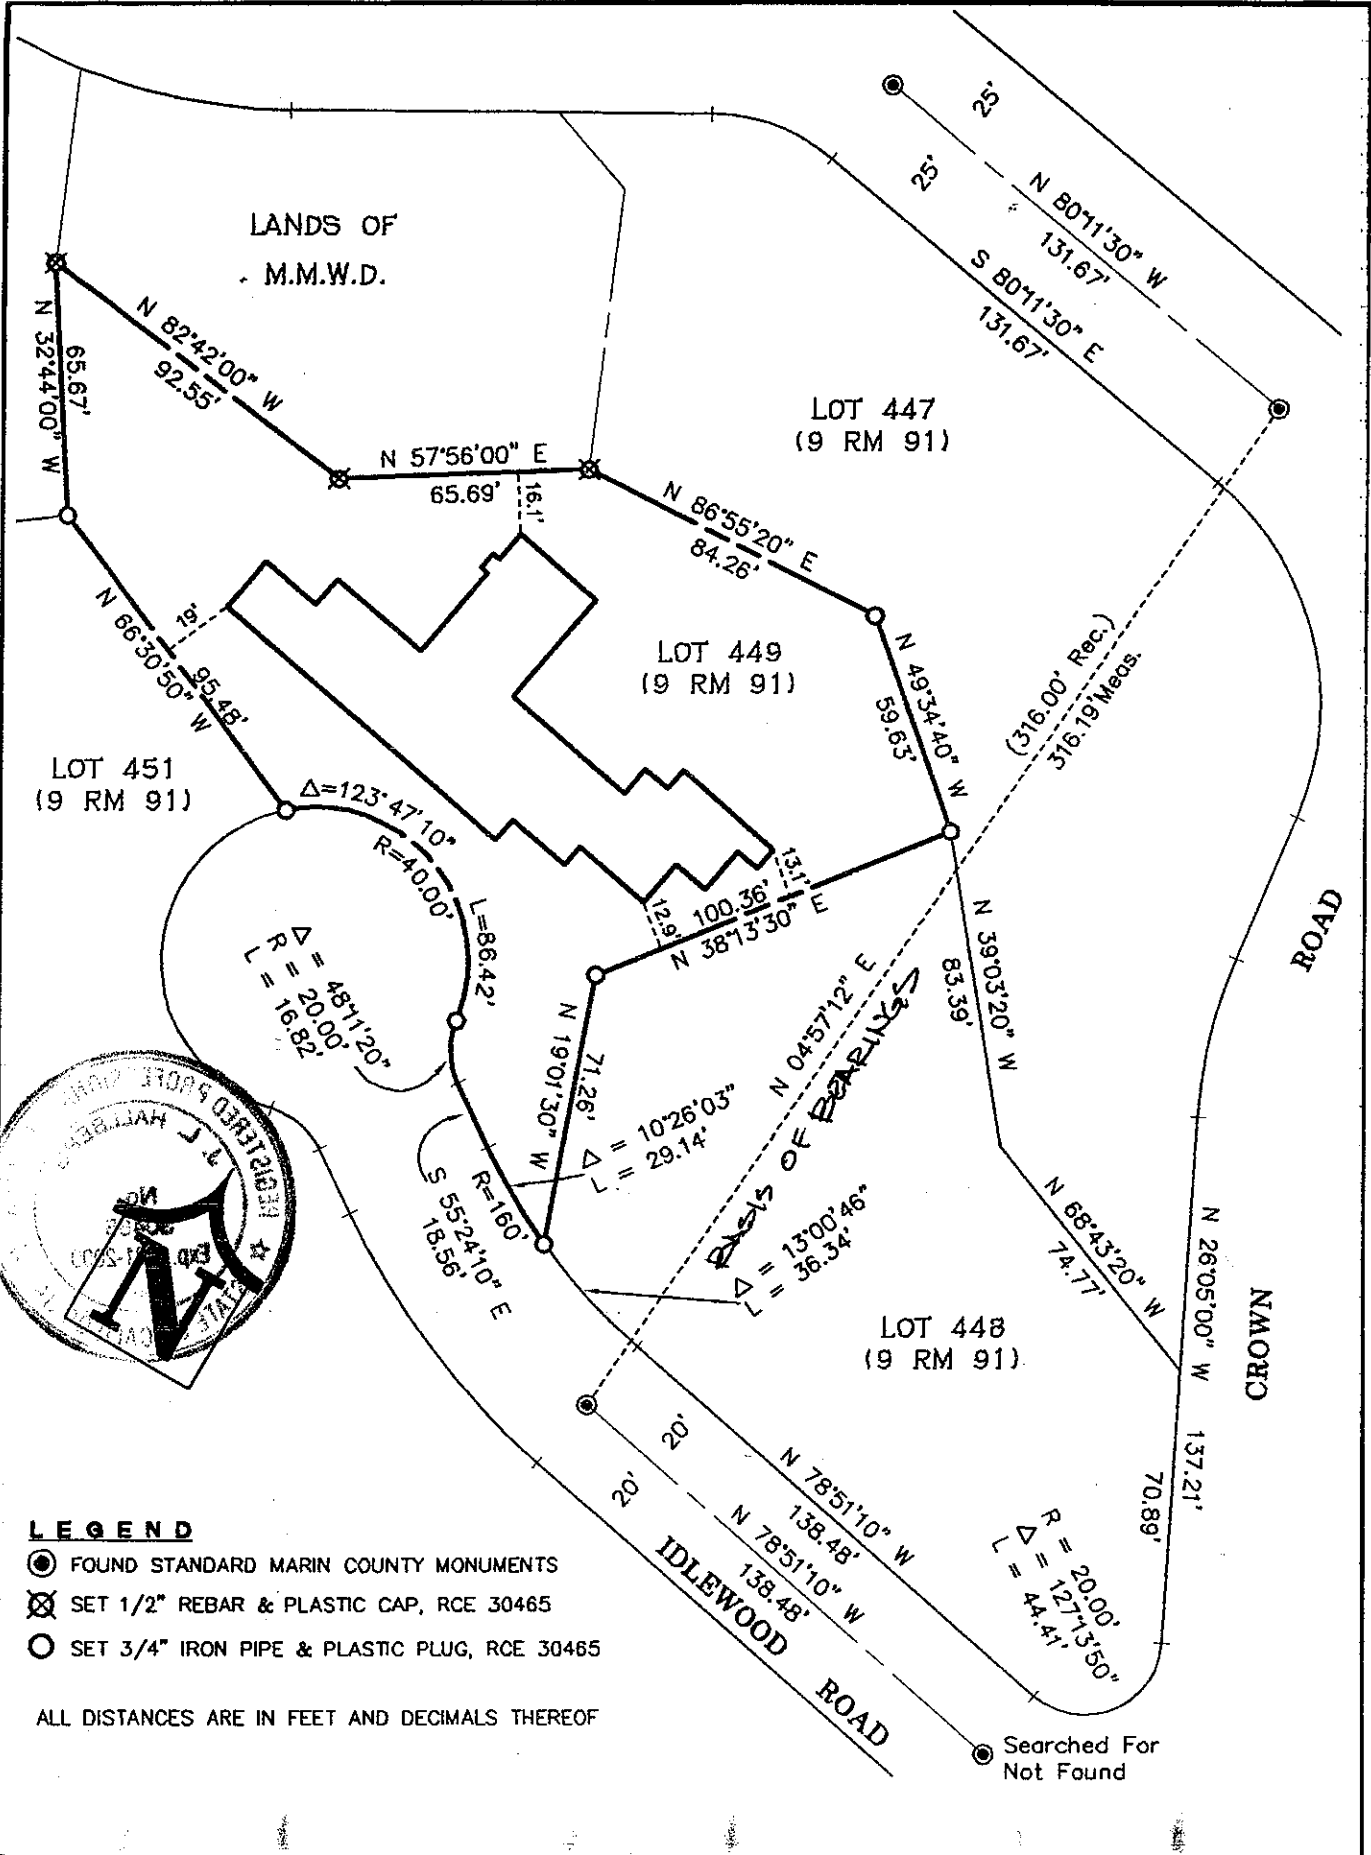 25'
25'
N 80°11'30" W
131.67'
S 80°11'30" E
131.67'
LANDS OF
M.M.W.D.
N 82°42'00" W
92.55'
N 32°44'00" W
65.67'
N 57°56'00" E
65.69'
16.1'
LOT 447
(9 RM 91)
N 86°55'20" E
84.26'
N 66°30'50" W
95.48'
19'
LOT 449
(9 RM 91)
N 49°34'40" W
59.63'
(316.00' Rec.)
316.19' Meas.
LOT 451
(9 RM 91)
Δ=123°47'10"
R=40.00'
L=86.42'
13.1'
12.9'
100.36'
N 38°13'30" E
Δ = 48°11'20"
R = 20.00'
L = 16.82'
N 39°03'20" W
83.39'
ROAD
N 19°01'30" W
71.26'
N 04°57'12" E
BASIS OF BEARINGS
Δ = 10°26'03"
L = 29.14'
R=160'
S 55°24'10" E
18.56'
Δ = 13°00'46"
L = 36.34'
N 68°43'20" W
74.77'
N 26°05'00" W 137.21'
70.89'
CROWN
LOT 448
(9 RM 91)
REGISTERED PROFESSIONAL
J. L. HALLBERG
No.
Exp.
N
20'
20'
N 78°51'10" W
138.48'
N 78°51'10" W
138.48'
R = 20.00'
Δ = 127°13'50"
L = 44.41'
IDLEWOOD ROAD
Searched For
Not Found
LEGEND
FOUND STANDARD MARIN COUNTY MONUMENTS
SET 1/2" REBAR & PLASTIC CAP, RCE 30465
SET 3/4" IRON PIPE & PLASTIC PLUG, RCE 30465
ALL DISTANCES ARE IN FEET AND DECIMALS THEREOF